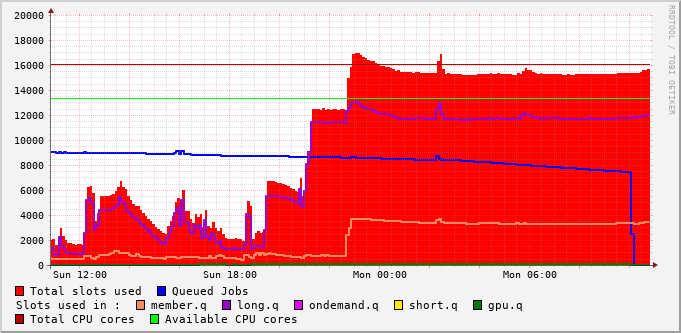 20000
18000
16000
14000
12000
10000
8000
6000
4000
2000
0
Sun 12:00 Sun 18:00 Mon 00:00 Mon 06:00
RRDTOOL / TOBI OETIKER
Total slots used Queued Jobs
Slots used in : member.q long.q ondemand.q short.q gpu.q
Total CPU cores Available CPU cores